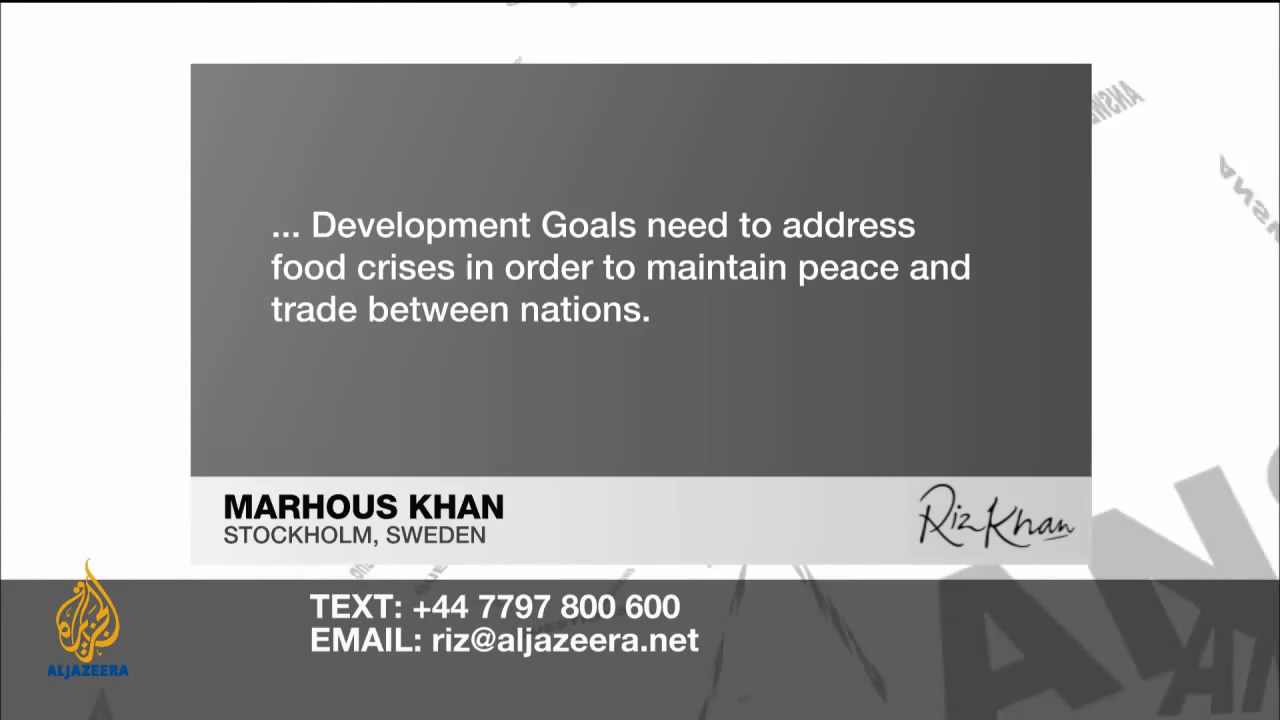 ... Development Goals need to address
food crises in order to maintain peace and
trade between nations.
MARHOUS KHAN
STOCKHOLM, SWEDEN
Riz Khan
TEXT: +44 7797 800 600
EMAIL: riz@aljazeera.net
ALJAZEERA